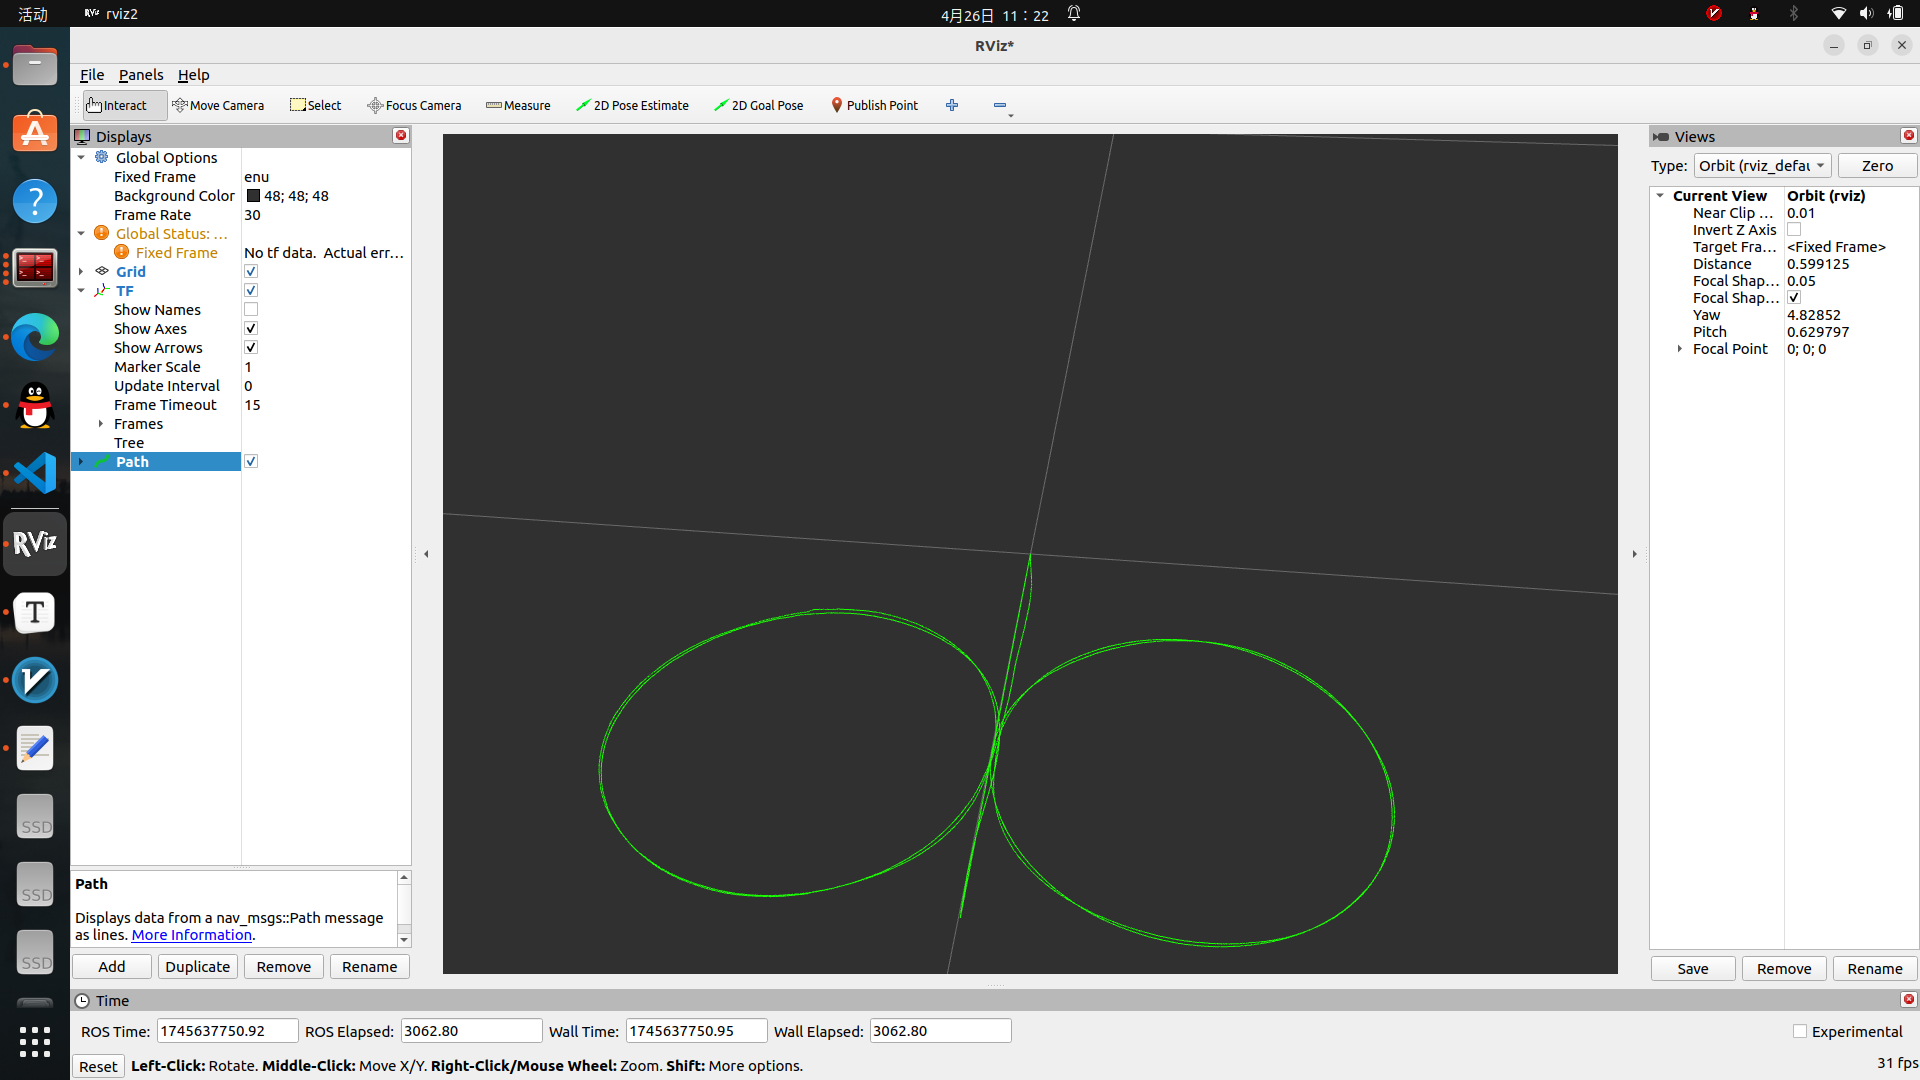 活动
RViz
rviz2
4月26日 11：22
RViz*
File
Panels
Help
Interact
Move Camera
Select
Focus Camera
Measure
2D Pose Estimate
2D Goal Pose
Publish Point
Displays
Global Options
Fixed Frame
enu
Background Color
48; 48; 48
Frame Rate
30
Global Status: ...
Fixed Frame
No tf data. Actual err...
Grid
TF
Show Names
Show Axes
Show Arrows
Marker Scale
1
Update Interval
0
Frame Timeout
15
Frames
Tree
Path
Path
Displays data from a nav_msgs::Path message
as lines. More Information.
Add
Duplicate
Remove
Rename
RViz
T
SSD
SSD
SSD
Views
Type:
Orbit (rviz_defau
Zero
Current View
Orbit (rviz)
Near Clip ...
0.01
Invert Z Axis
Target Fra...
<Fixed Frame>
Distance
0.599125
Focal Shap...
0.05
Focal Shap...
Yaw
4.82852
Pitch
0.629797
Focal Point
0; 0; 0
Save
Remove
Rename
Time
ROS Time:
1745637750.92
ROS Elapsed:
3062.80
Wall Time:
1745637750.95
Wall Elapsed:
3062.80
Experimental
Reset
Left-Click: Rotate. Middle-Click: Move X/Y. Right-Click/Mouse Wheel: Zoom. Shift: More options.
31 fps